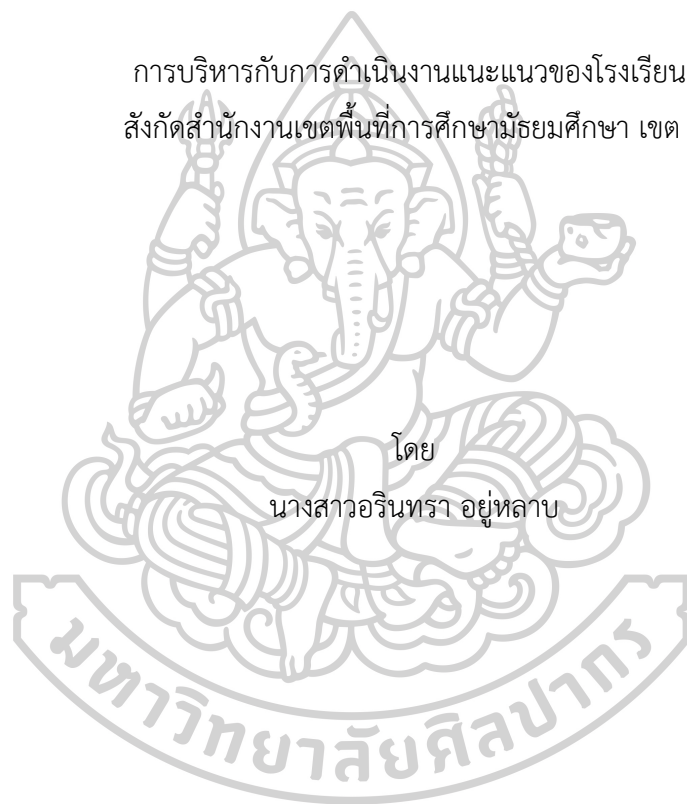 การบริหารกับการดำเนินงานแนะแนวของโรงเรียน
สังกัดสำนักงานเขตพื้นที่การศึกษามัธยมศึกษา เขต
โดย
นางสาวอรินทรา อยู่หลาบ
มหาวิทยาลัยศิลปากร